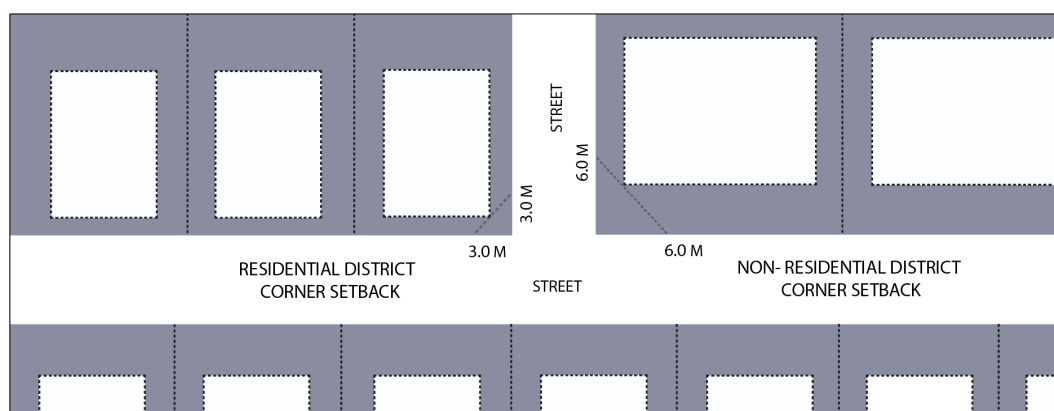 STREET
6.0 M
3.0 M
3.0 M
6.0 M
RESIDENTIAL DISTRICT
CORNER SETBACK
NON- RESIDENTIAL DISTRICT
CORNER SETBACK
STREET